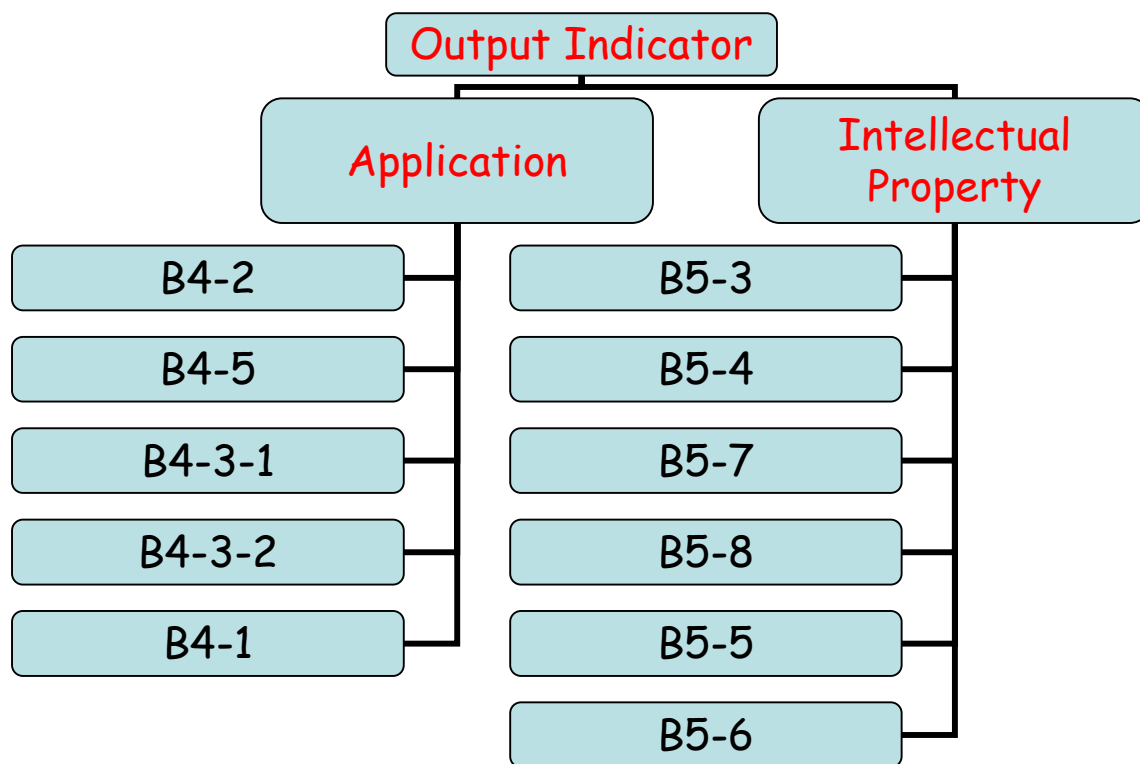 Output Indicator
Application
Intellectual
Property
B4-2
B4-5
B4-3-1
B4-3-2
B4-1
B5-3
B5-4
B5-7
B5-8
B5-5
B5-6